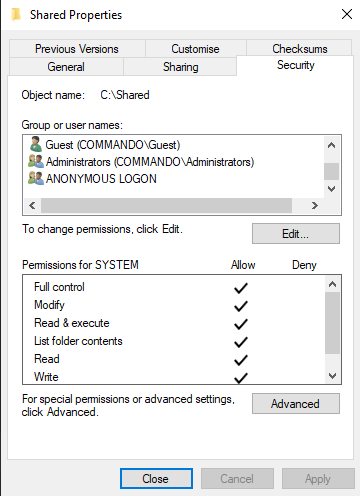 Shared Properties
Previous Versions Customise Checksums
General Sharing Security
Object name: C:\Shared
Group or user names:
Guest (COMMANDO\Guest)
Administrators (COMMANDO\Administrators)
ANONYMOUS LOGON
To change permissions, click Edit.
Edit...
Permissions for SYSTEM Allow Deny
Full control
Modify
Read & execute
List folder contents
Read
Write
For special permissions or advanced settings,
click Advanced.
Advanced
Close Cancel Apply